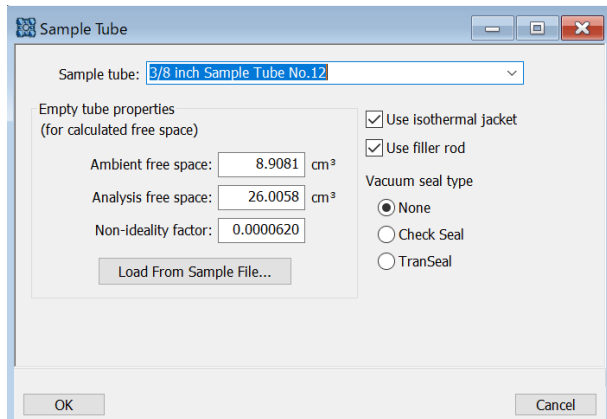 Sample Tube
Sample tube: 3/8 inch Sample Tube No.12
Empty tube properties
(for calculated free space)
Ambient free space: 8.9081 cm³
Analysis free space: 26.0058 cm³
Non-ideality factor: 0.0000620
Load From Sample File...
Use isothermal jacket
Use filler rod
Vacuum seal type
None
Check Seal
TranSeal
OK
Cancel